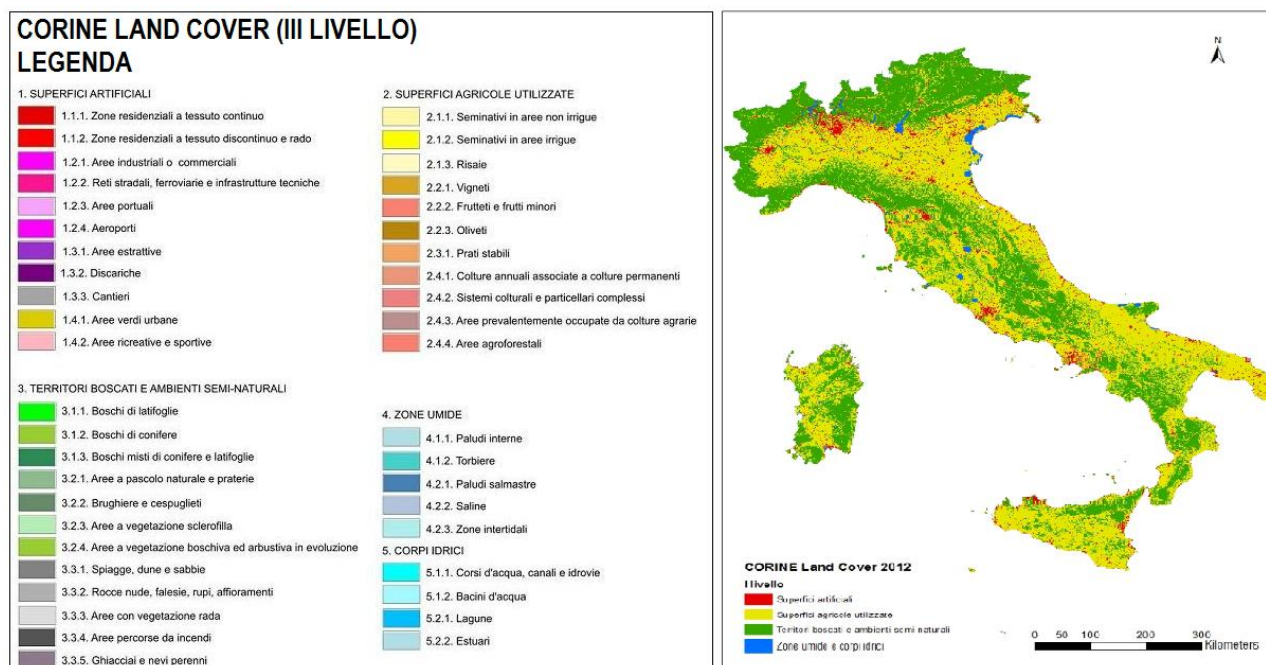 CORINE LAND COVER (III LIVELLO)
LEGENDA
1. SUPERFICI ARTIFICIALI
1.1.1. Zone residenziali a tessuto continuo
1.1.2. Zone residenziali a tessuto discontinuo e rado
1.2.1. Aree industriali o commerciali
1.2.2. Reti stradali, ferroviarie e infrastrutture tecniche
1.2.3. Aree portuali
1.2.4. Aeroporti
1.3.1. Aree estrattive
1.3.2. Discariche
1.3.3. Cantieri
1.4.1. Aree verdi urbane
1.4.2. Aree ricreative e sportive
2. SUPERFICI AGRICOLE UTILIZZATE
2.1.1. Seminativi in aree non irrigue
2.1.2. Seminativi in aree irrigue
2.1.3. Risaie
2.2.1. Vigneti
2.2.2. Frutteti e frutti minori
2.2.3. Oliveti
2.3.1. Prati stabili
2.4.1. Colture annuali associate a colture permanenti
2.4.2. Sistemi colturali e particellari complessi
2.4.3. Aree prevalentemente occupate da colture agrarie
2.4.4. Aree agroforestali
3. TERRITORI BOSCATI E AMBIENTI SEMI-NATURALI
3.1.1. Boschi di latifoglie
3.1.2. Boschi di conifere
3.1.3. Boschi misti di conifere e latifoglie
3.2.1. Aree a pascolo naturale e praterie
3.2.2. Brughiere e cespuglieti
3.2.3. Aree a vegetazione sclerofilla
3.2.4. Aree a vegetazione boschiva ed arbustiva in evoluzione
3.3.1. Spiagge, dune e sabbie
3.3.2. Rocce nude, falesie, rupi, affioramenti
3.3.3. Aree con vegetazione rada
3.3.4. Aree percorse da incendi
3.3.5. Ghiacciai e nevi perenni
4. ZONE UMIDE
4.1.1. Paludi interne
4.1.2. Torbiere
4.2.1. Paludi salmastre
4.2.2. Saline
4.2.3. Zone intertidali
5. CORPI IDRICI
5.1.1. Corsi d'acqua, canali e idrovie
5.1.2. Bacini d'acqua
5.2.1. Lagune
5.2.2. Estuari
N
CORINE Land Cover 2012
I livello
Superfici artificiali
Superfici agricole utilizzate
Territori boscati e ambienti semi naturali
Zone umide e corpi idrici
0 50 100 200 300
Kilometers